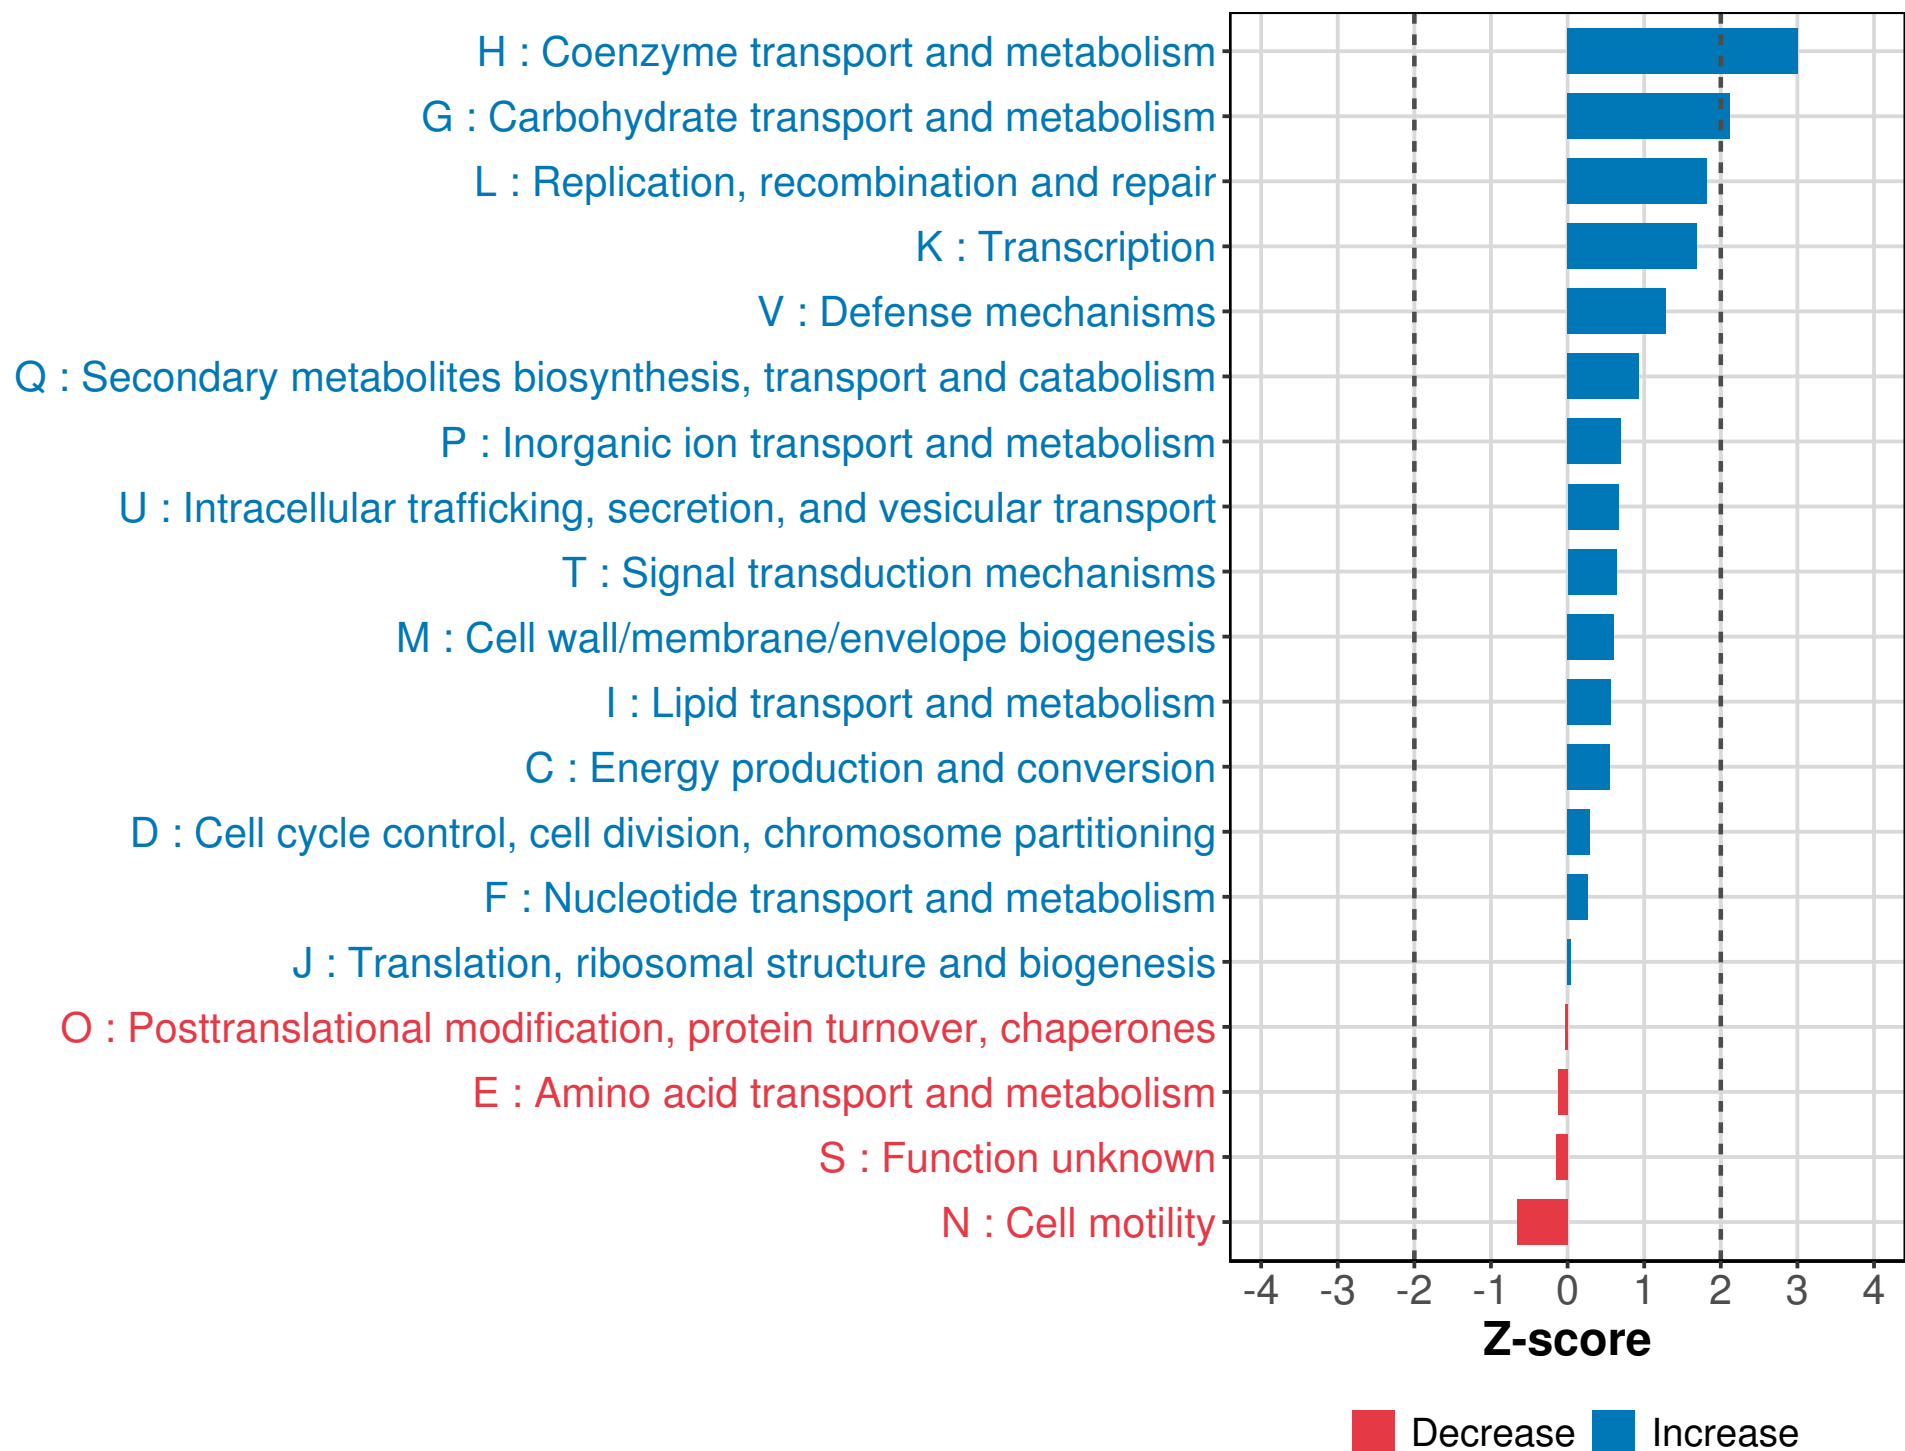 H : Coenzyme transport and metabolism
G : Carbohydrate transport and metabolism
L : Replication, recombination and repair
K : Transcription
V : Defense mechanisms
Q : Secondary metabolites biosynthesis, transport and catabolism
P : Inorganic ion transport and metabolism
U : Intracellular trafficking, secretion, and vesicular transport
T : Signal transduction mechanisms
M : Cell wall/membrane/envelope biogenesis
I : Lipid transport and metabolism
C : Energy production and conversion
D : Cell cycle control, cell division, chromosome partitioning
F : Nucleotide transport and metabolism
J : Translation, ribosomal structure and biogenesis
O : Posttranslational modification, protein turnover, chaperones
E : Amino acid transport and metabolism
S : Function unknown
N : Cell motility
-4 -3 -2 -1 0 1 2 3 4
Z-score
Decrease Increase